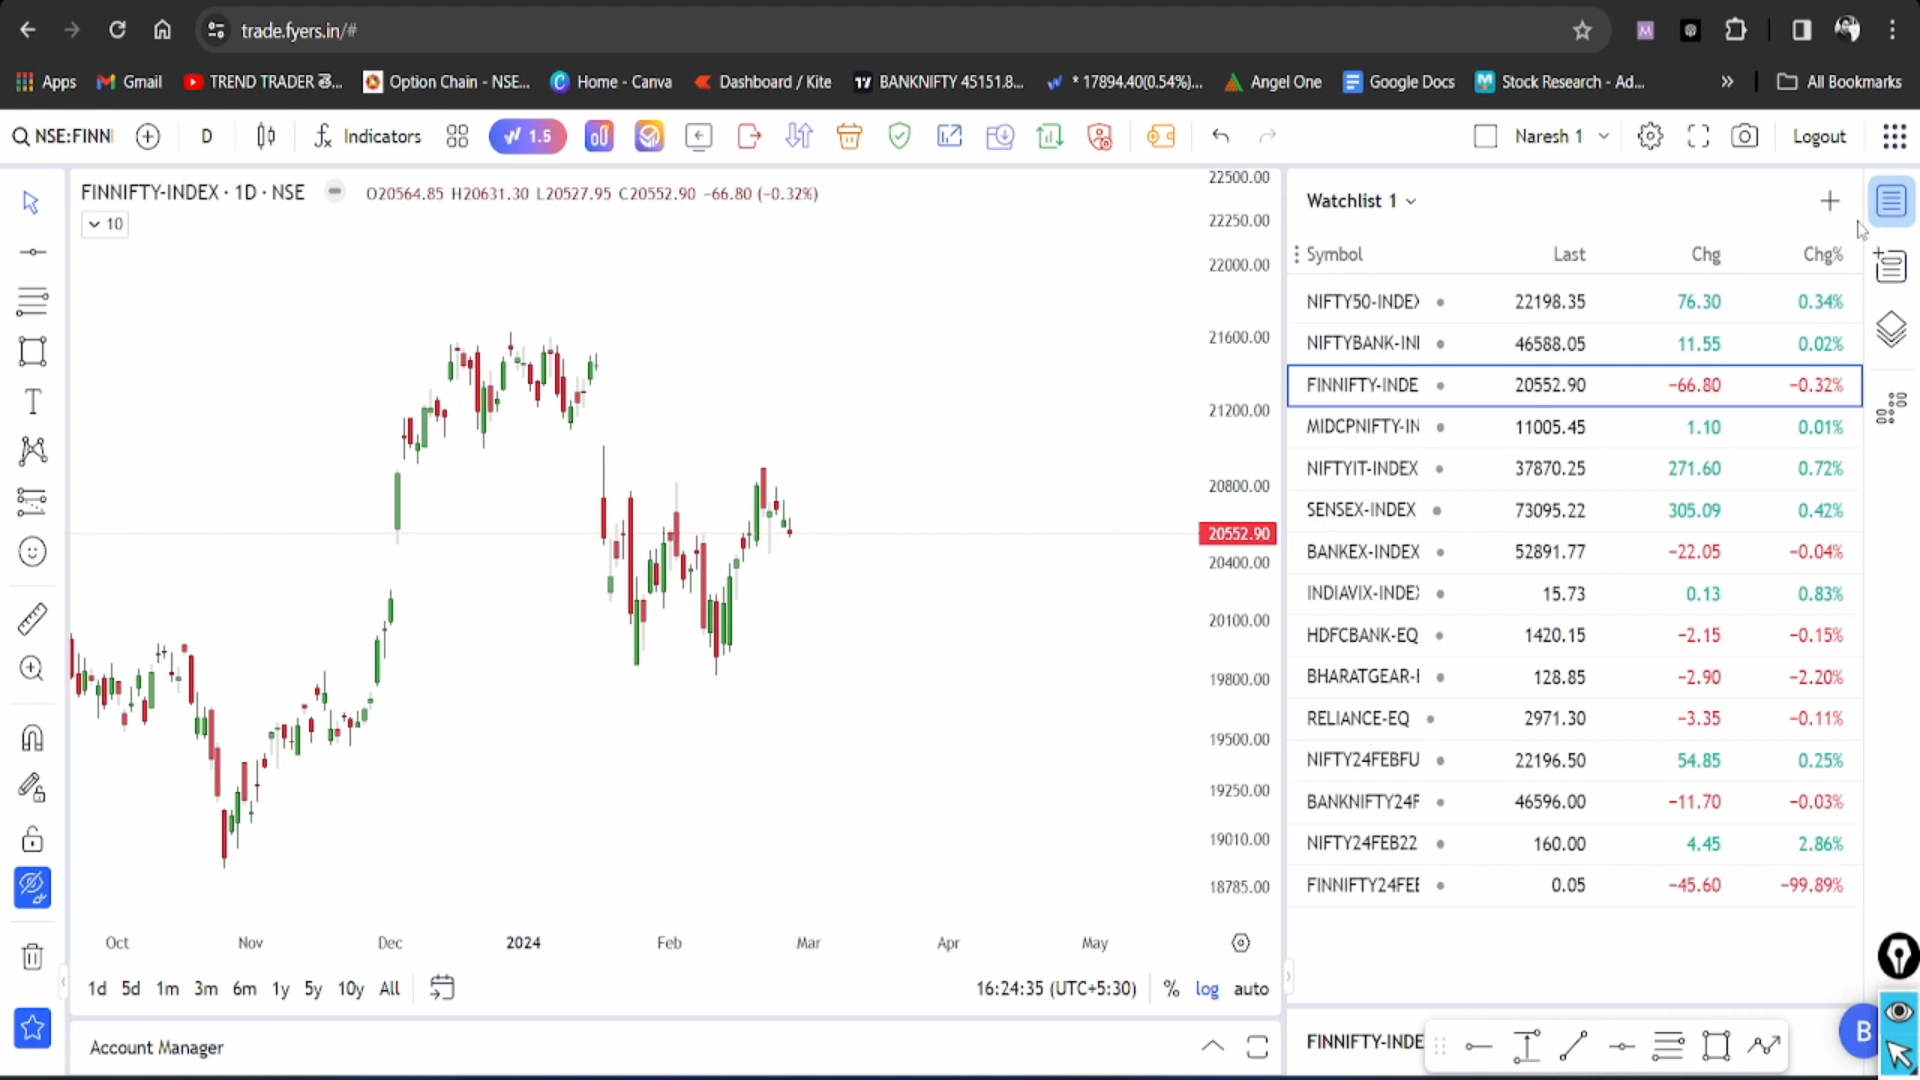 trade.fyers.in/#
Apps Gmail TREND TRADER Option Chain - NSE... Home - Canva Dashboard / Kite BANKNIFTY 45151.8... * 17894.40(0.54%)... Angel One Google Docs Stock Research - Ad... » All Bookmarks
NSE:FINNI D Indicators 1.5 Naresh 1 Logout
FINNIFTY-INDEX · 1D · NSE O20564.85 H20631.30 L20527.95 C20552.90 −66.80 (−0.32%)
10
22500.00
22250.00
22000.00
21600.00
21200.00
20800.00
20552.90
20400.00
20100.00
19800.00
19500.00
19250.00
19010.00
18785.00
Oct Nov Dec 2024 Feb Mar Apr May
1d 5d 1m 3m 6m 1y 5y 10y All 16:24:35 (UTC+5:30) % log auto
Account Manager
Watchlist 1
Symbol Last Chg Chg%
NIFTY50-INDEX 22198.35 76.30 0.34%
NIFTYBANK-INI 46588.05 11.55 0.02%
FINNIFTY-INDE 20552.90 −66.80 −0.32%
MIDCPNIFTY-IN 11005.45 1.10 0.01%
NIFTYIT-INDEX 37870.25 271.60 0.72%
SENSEX-INDEX 73095.22 305.09 0.42%
BANKEX-INDEX 52891.77 −22.05 −0.04%
INDIAVIX-INDEX 15.73 0.13 0.83%
HDFCBANK-EQ 1420.15 −2.15 −0.15%
BHARATGEAR-I 128.85 −2.90 −2.20%
RELIANCE-EQ 2971.30 −3.35 −0.11%
NIFTY24FEBFU 22196.50 54.85 0.25%
BANKNIFTY24F 46596.00 −11.70 −0.03%
NIFTY24FEB22 160.00 4.45 2.86%
FINNIFTY24FEE 0.05 −45.60 −99.89%
FINNIFTY-INDE
B